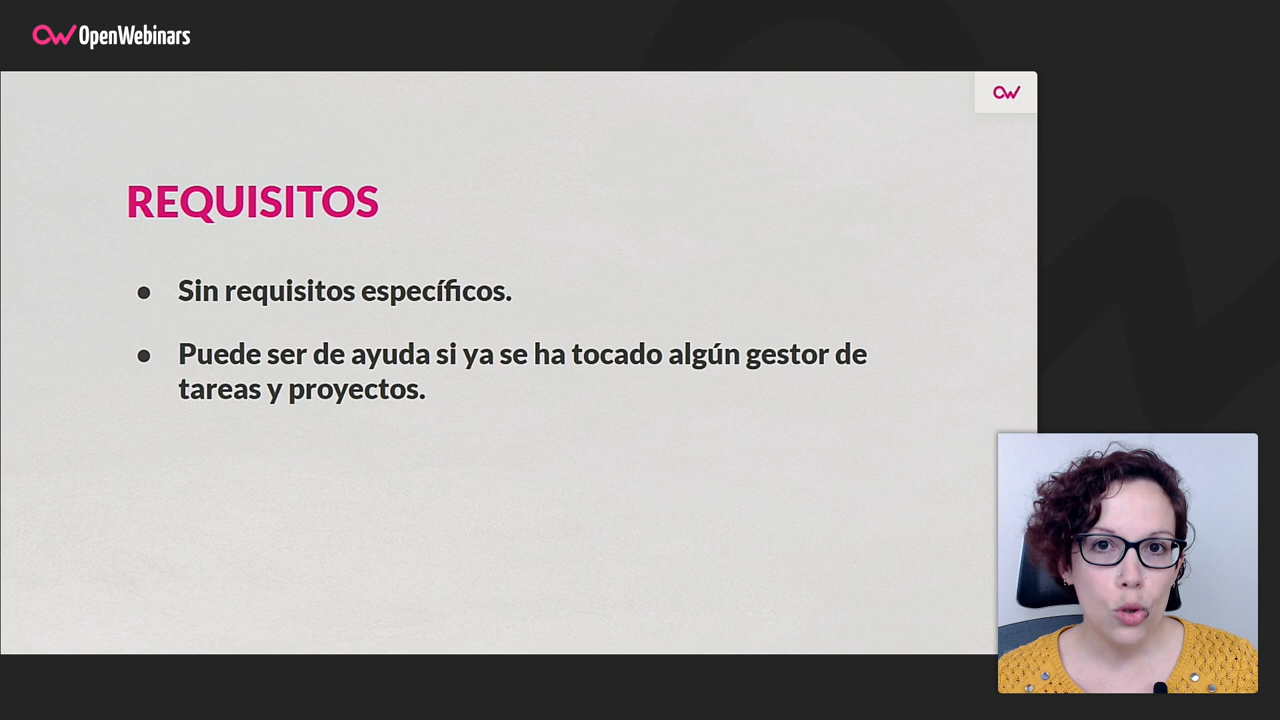 OpenWebinars
REQUISITOS
● Sin requisitos específicos.
● Puede ser de ayuda si ya se ha tocado algún gestor de
tareas y proyectos.